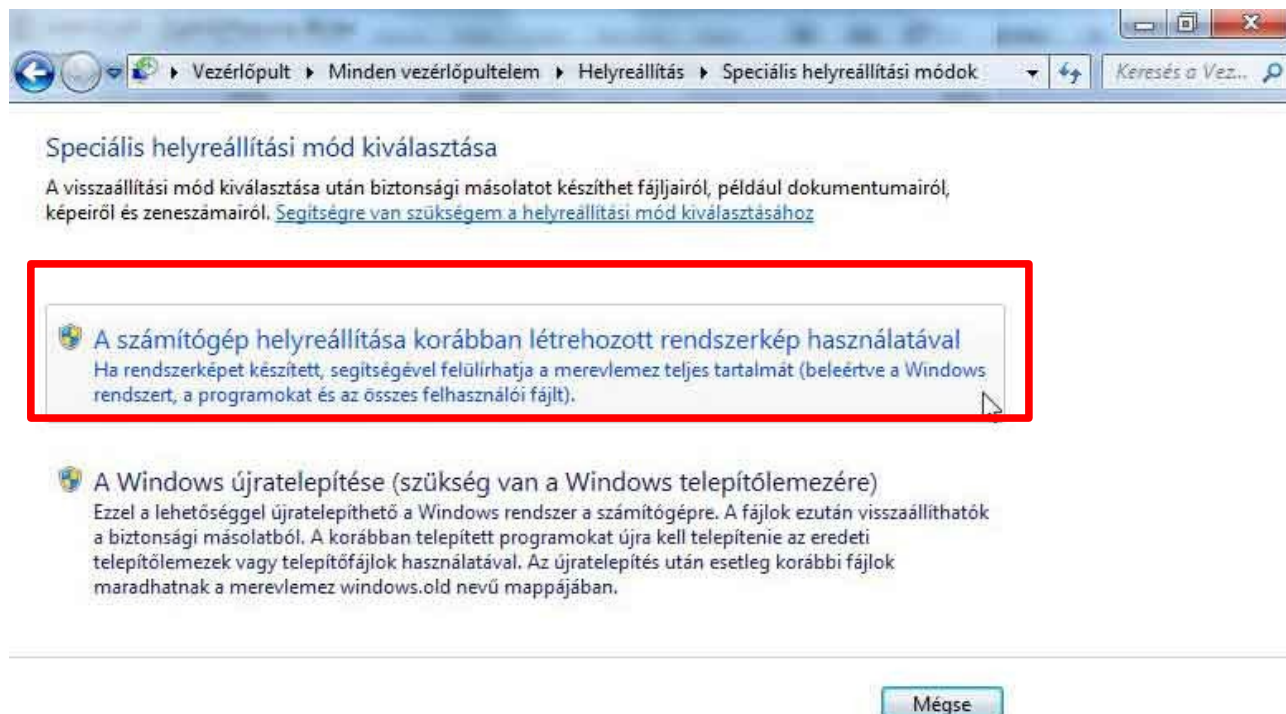 Vezérlőpult ▸ Minden vezérlőpultelem ▸ Helyreállítás ▸ Speciális helyreállítási módok
Keresés a Vez...
Speciális helyreállítási mód kiválasztása
A visszaállítási mód kiválasztása után biztonsági másolatot készíthet fájljairól, például dokumentumairól,
képeiről és zeneszámairól. Segítségre van szükségem a helyreállítási mód kiválasztásához
A számítógép helyreállítása korábban létrehozott rendszerkép használatával
Ha rendszerképet készített, segítségével felülírhatja a merevlemez teljes tartalmát (beleértve a Windows
rendszert, a programokat és az összes felhasználói fájlt).
A Windows újratelepítése (szükség van a Windows telepítőlemezére)
Ezzel a lehetőséggel újratelepíthető a Windows rendszer a számítógépre. A fájlok ezután visszaállíthatók
a biztonsági másolatból. A korábban telepített programokat újra kell telepítenie az eredeti
telepítőlemezek vagy telepítőfájlok használatával. Az újratelepítés után esetleg korábbi fájlok
maradhatnak a merevlemez windows.old nevű mappájában.
Mégse